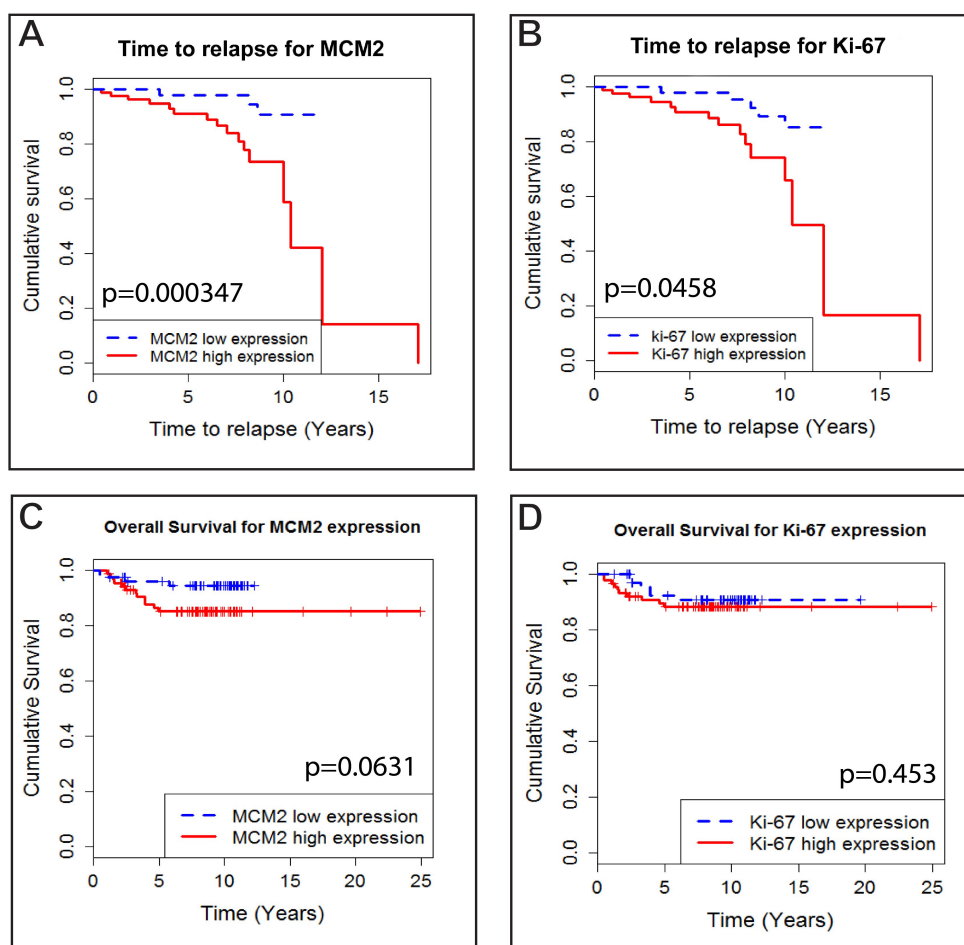 A
Time to relapse for MCM2
Cumulative survival
1.0
0.8
0.6
0.4
0.2
0.0
p=0.000347
MCM2 low expression
MCM2 high expression
0 5 10 15
Time to relapse (Years)
B
Time to relapse for Ki-67
Cumulative survival
1.0
0.8
0.6
0.4
0.2
0.0
p=0.0458
ki-67 low expression
Ki-67 high expression
0 5 10 15
Time to relapse (Years)
C
Overall Survival for MCM2 expression
Cumulative Survival
1.0
0.8
0.6
0.4
0.2
0.0
p=0.0631
MCM2 low expression
MCM2 high expression
0 5 10 15 20 25
Time (Years)
D
Overall Survival for Ki-67 expression
Cumulative Survival
1.0
0.8
0.6
0.4
0.2
0.0
p=0.453
Ki-67 low expression
Ki-67 high expression
0 5 10 15 20 25
Time (Years)